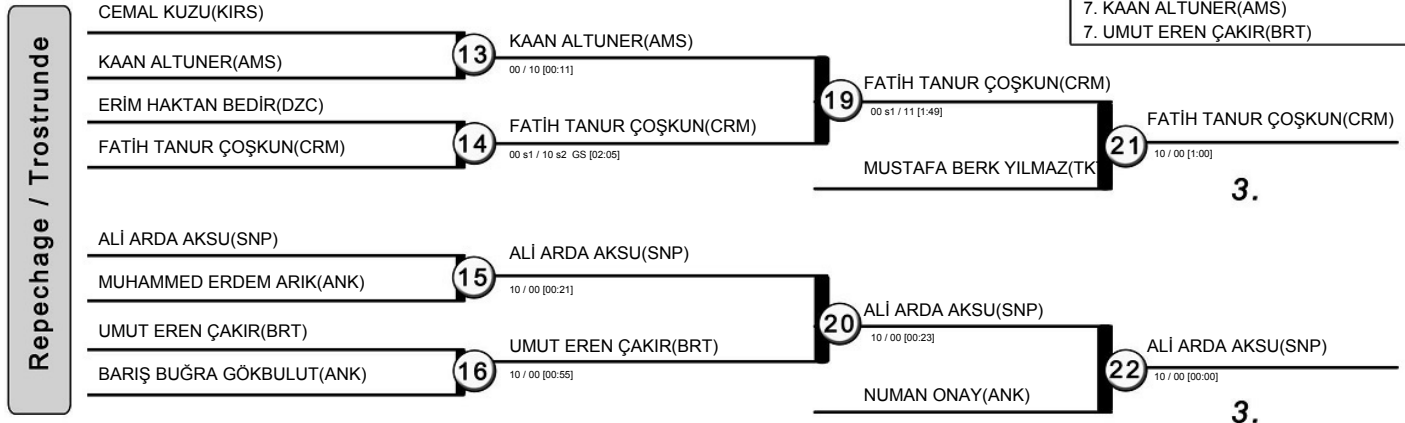 Repechage / Trostrunde
7. KAAN ALTUNER(AMS)
7. UMUT EREN ÇAKIR(BRT)
CEMAL KUZU(KIRS)
KAAN ALTUNER(AMS)
13
KAAN ALTUNER(AMS)
00 / 10 [00:11]
ERİM HAKTAN BEDİR(DZC)
FATİH TANUR ÇOŞKUN(CRM)
14
FATİH TANUR ÇOŞKUN(CRM)
00 s1 / 10 s2 GS [02:05]
19
FATİH TANUR ÇOŞKUN(CRM)
00 s1 / 11 [1:49]
MUSTAFA BERK YILMAZ(TK
21
FATİH TANUR ÇOŞKUN(CRM)
10 / 00 [1:00]
3.
ALİ ARDA AKSU(SNP)
MUHAMMED ERDEM ARIK(ANK)
15
ALİ ARDA AKSU(SNP)
10 / 00 [00:21]
UMUT EREN ÇAKIR(BRT)
BARIŞ BUĞRA GÖKBULUT(ANK)
16
UMUT EREN ÇAKIR(BRT)
10 / 00 [00:55]
20
ALİ ARDA AKSU(SNP)
10 / 00 [00:23]
NUMAN ONAY(ANK)
22
ALİ ARDA AKSU(SNP)
10 / 00 [00:00]
3.